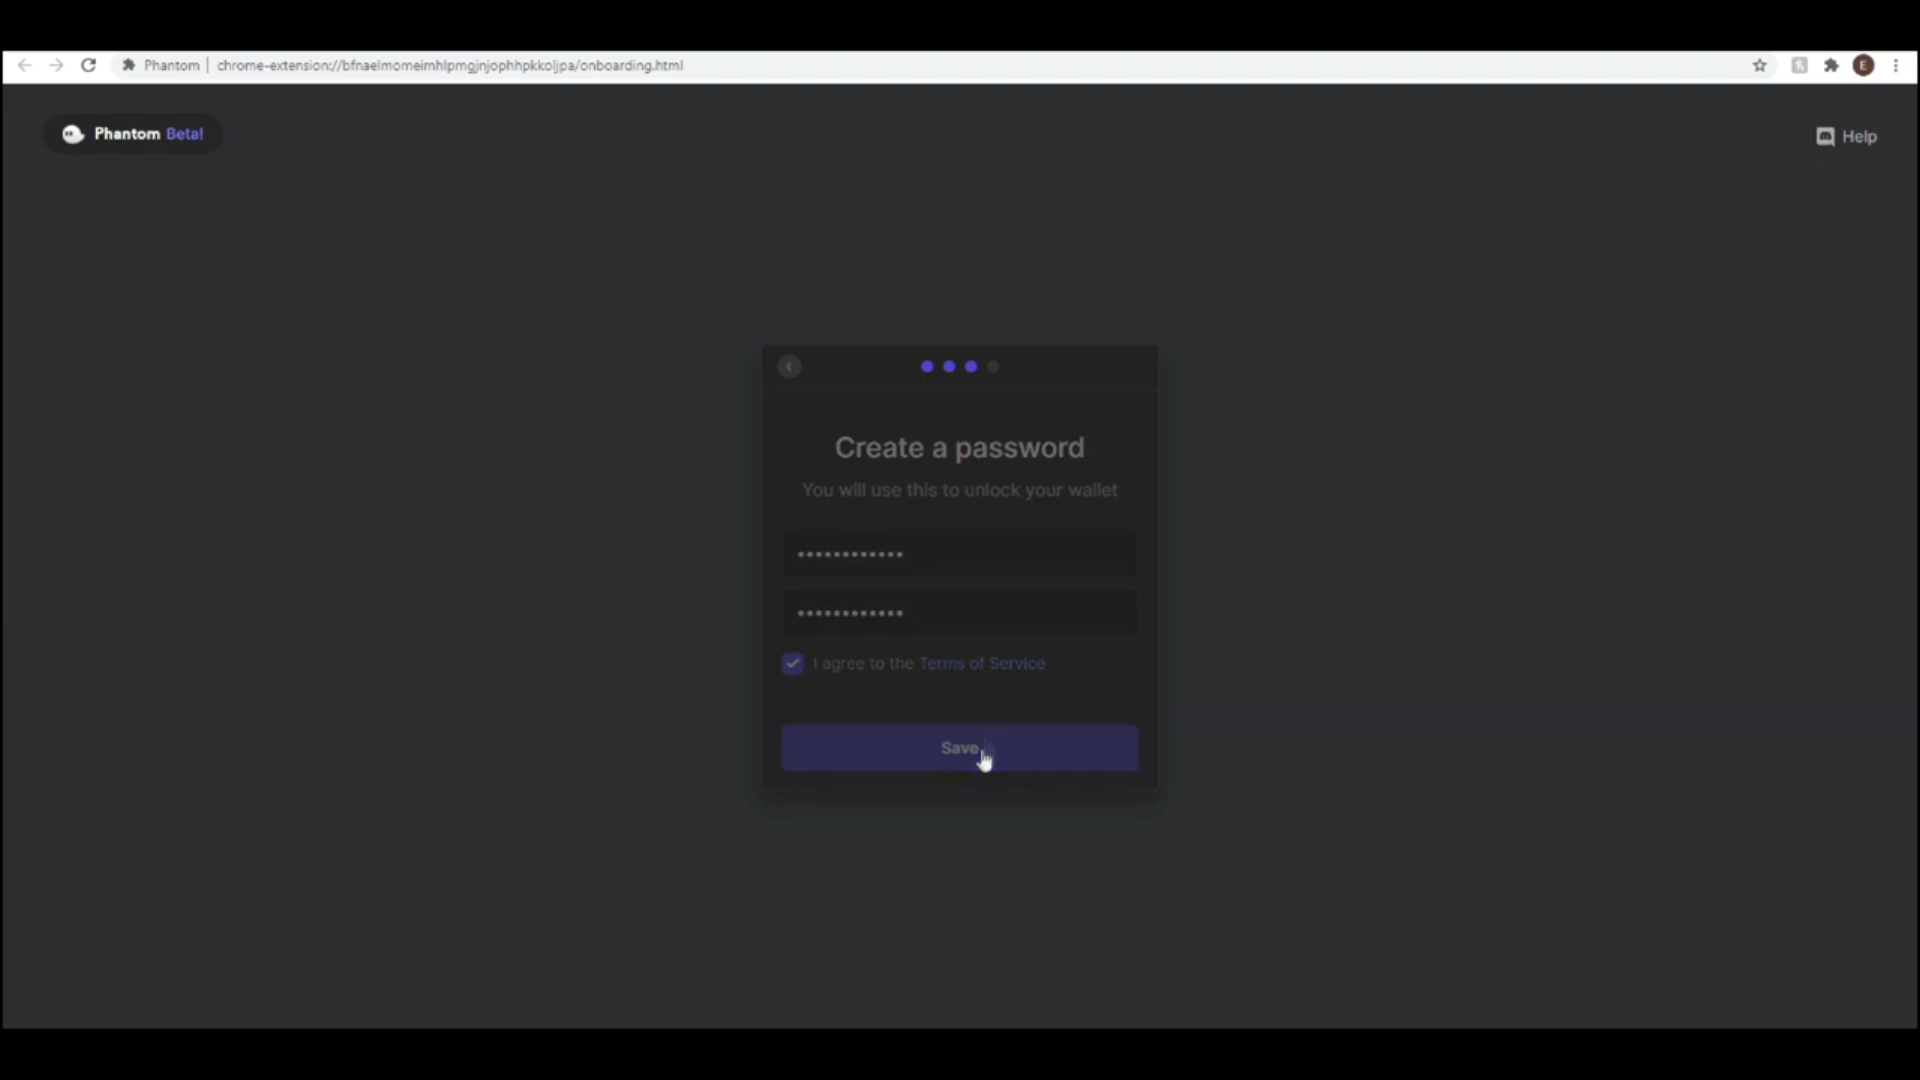 Phantom | chrome-extension://bfnaelmomeimhlpmgjnjophhpkkoljpa/onboarding.html
E
Phantom Beta!
Help
Create a password
You will use this to unlock your wallet
••••••••••••
••••••••••••
I agree to the Terms of Service
Save